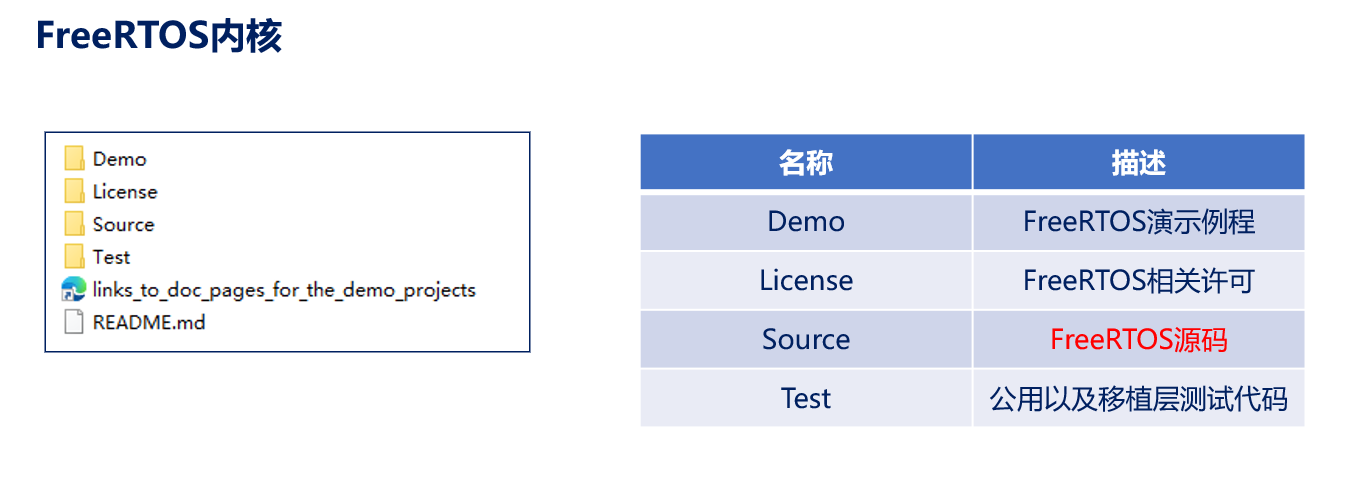 FreeRTOS内核
Demo
License
Source
Test
links_to_doc_pages_for_the_demo_projects
README.md
名称 描述
Demo FreeRTOS演示例程
License FreeRTOS相关许可
Source FreeRTOS源码
Test 公用以及移植层测试代码